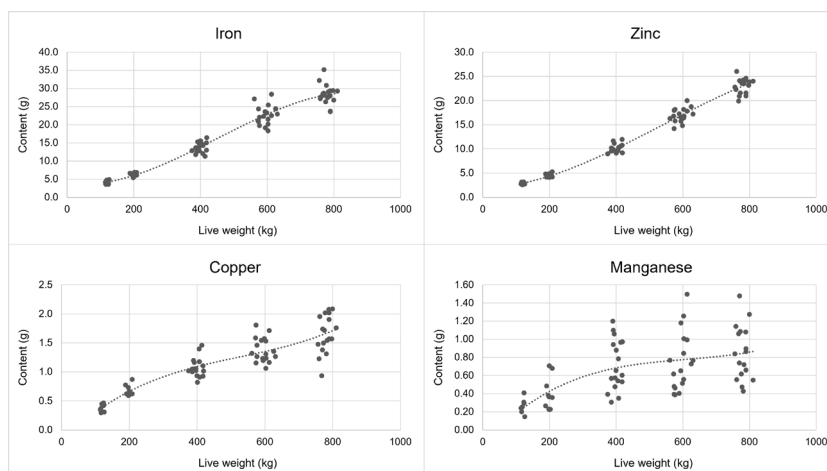 Iron
40.0
35.0
30.0
25.0
20.0
15.0
10.0
5.0
0.0
0 200 400 600 800 1000
Content (g)
Live weight (kg)
Zinc
30.0
25.0
20.0
15.0
10.0
5.0
0.0
0 200 400 600 800 1000
Content (g)
Live weight (kg)
Copper
2.5
2.0
1.5
1.0
0.5
0.0
0 200 400 600 800 1000
Content (g)
Live weight (kg)
Manganese
1.60
1.40
1.20
1.00
0.80
0.60
0.40
0.20
0.00
0 200 400 600 800 1000
Content (g)
Live weight (kg)